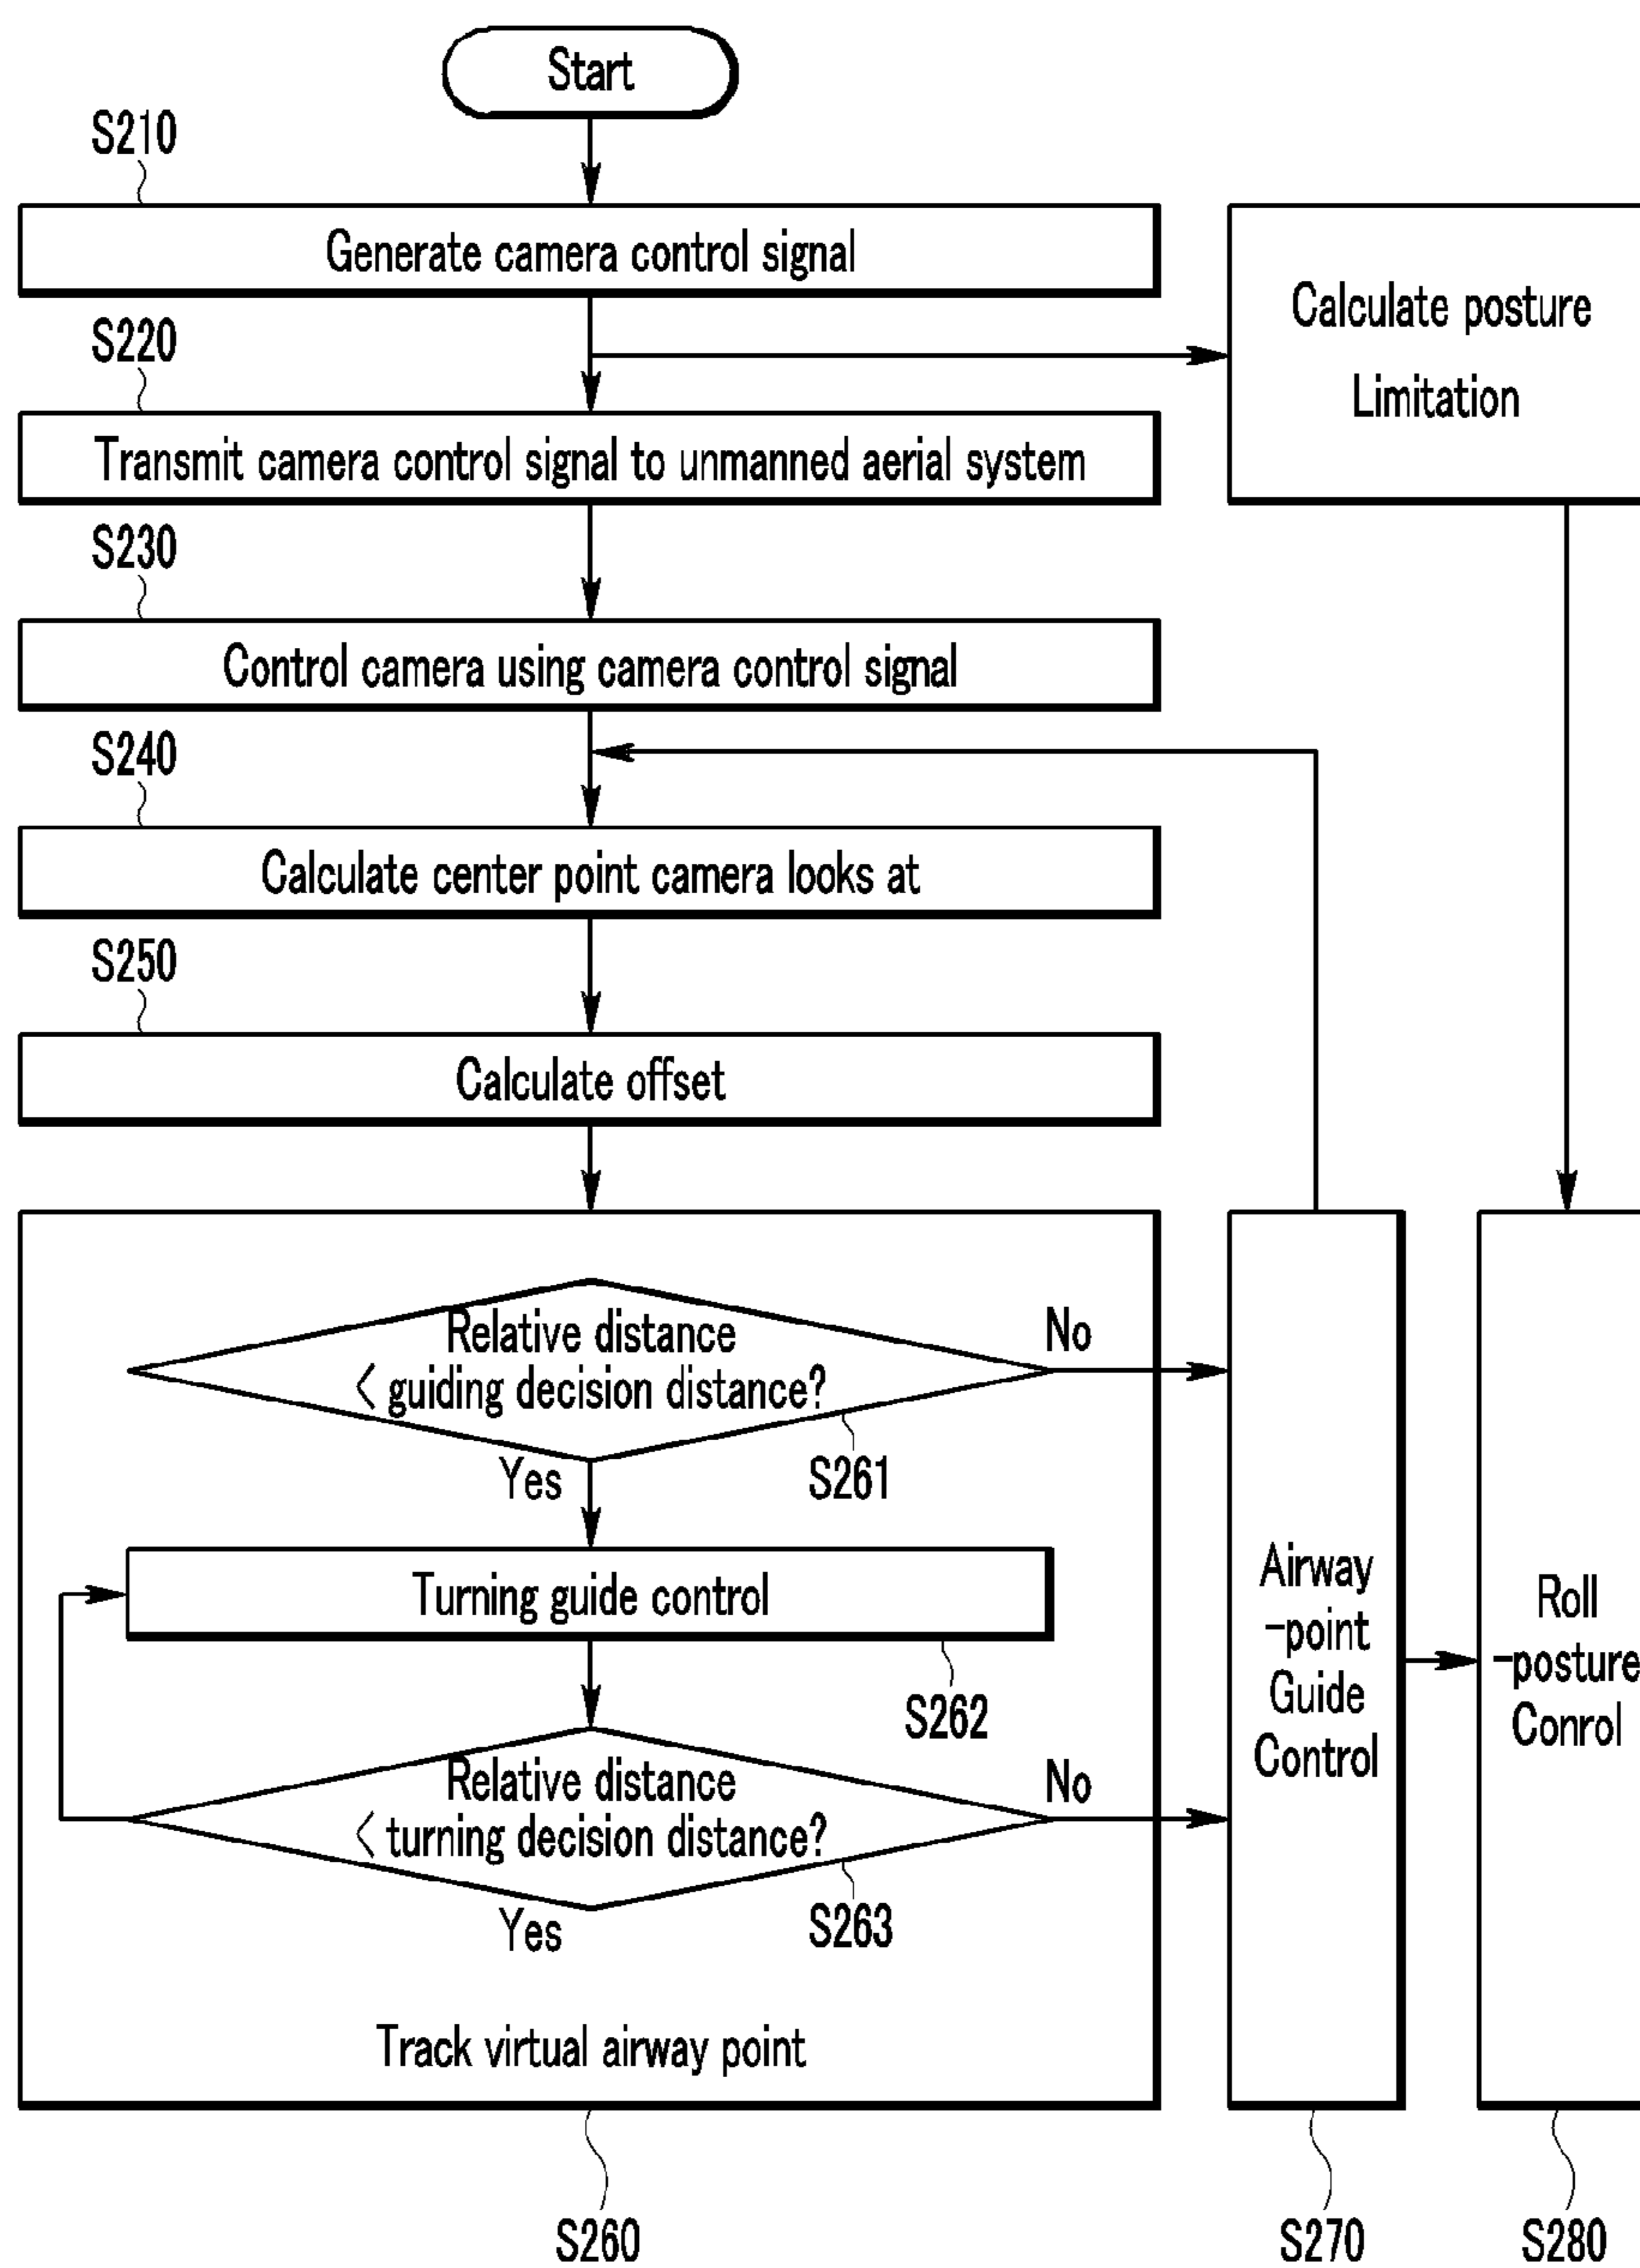 Start
S210
Generate camera control signal
Calculate posture
Limitation
S220
Transmit camera control signal to unmanned aerial system
S230
Control camera using camera control signal
S240
Calculate center point camera looks at
S250
Calculate offset
Relative distance
< guiding decision distance?
No
Yes
S261
Turning guide control
S262
Relative distance
< turning decision distance?
No
Yes
S263
Track virtual airway point
S260
Airway
-point
Guide
Control
S270
Roll
-posture
Conrol
S280